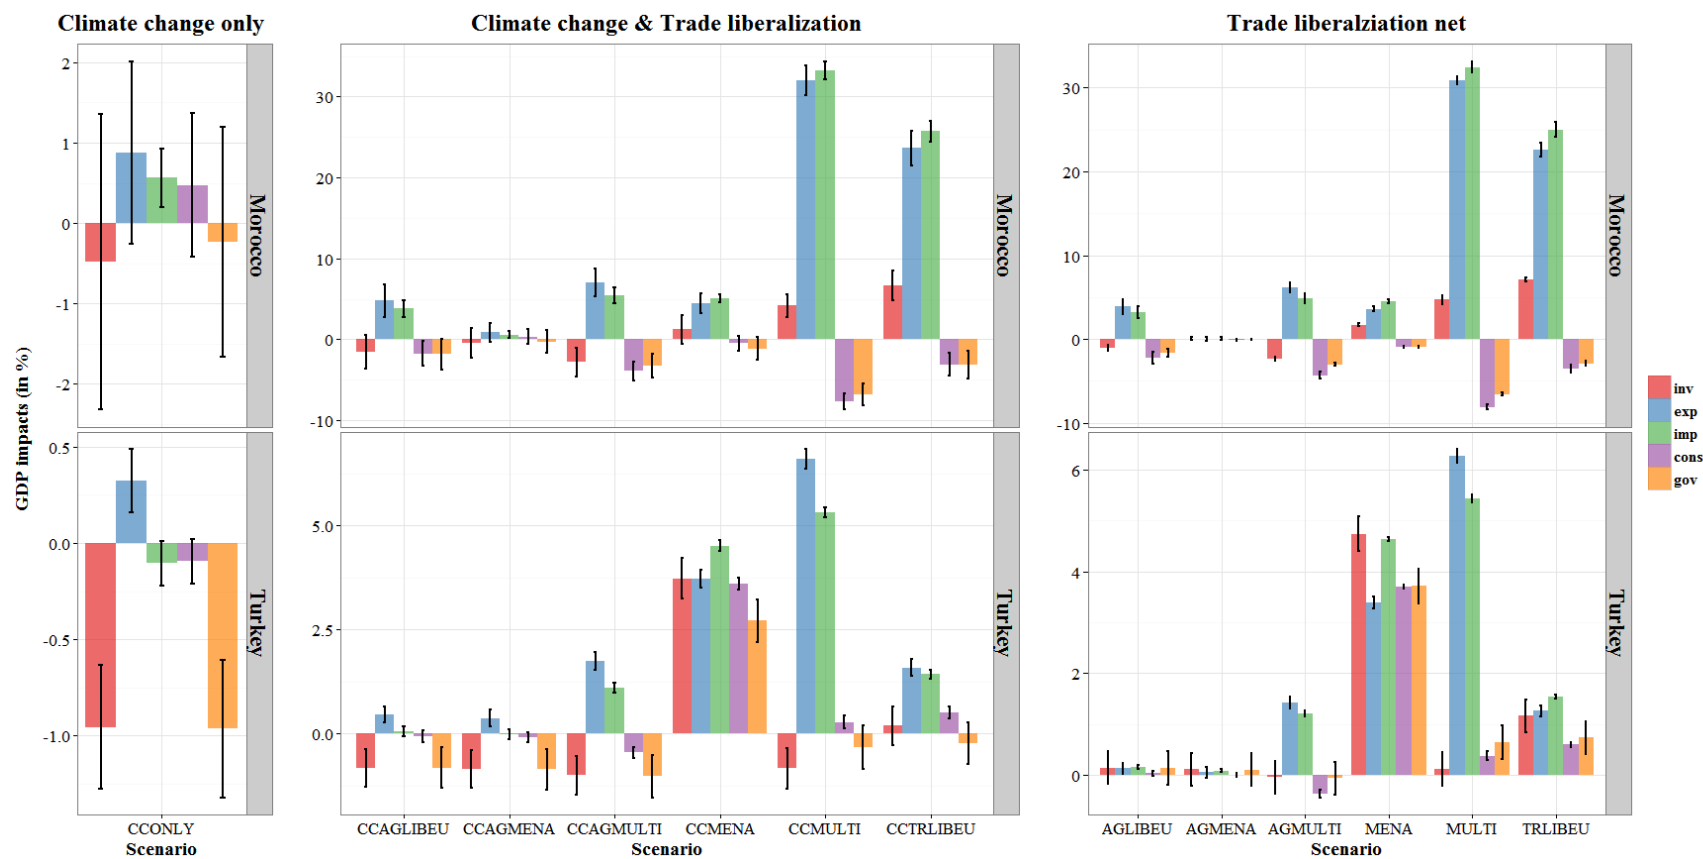 Climate change only
Climate change & Trade liberalization
Trade liberalziation net
GDP impacts (in %)
2
1
0
-1
-2
Morocco
30
20
10
0
-10
Morocco
30
20
10
0
-10
Morocco
0.5
0.0
-0.5
-1.0
Turkey
5.0
2.5
0.0
Turkey
6
4
2
0
Turkey
inv
exp
imp
cons
gov
CCONLY
CCAGLIBEU CCAGMENA CCAGMULTI CCMENA CCMULTI CCTRLIBEU
AGLIBEU AGMENA AGMULTI MENA MULTI TRLIBEU
Scenario
Scenario
Scenario